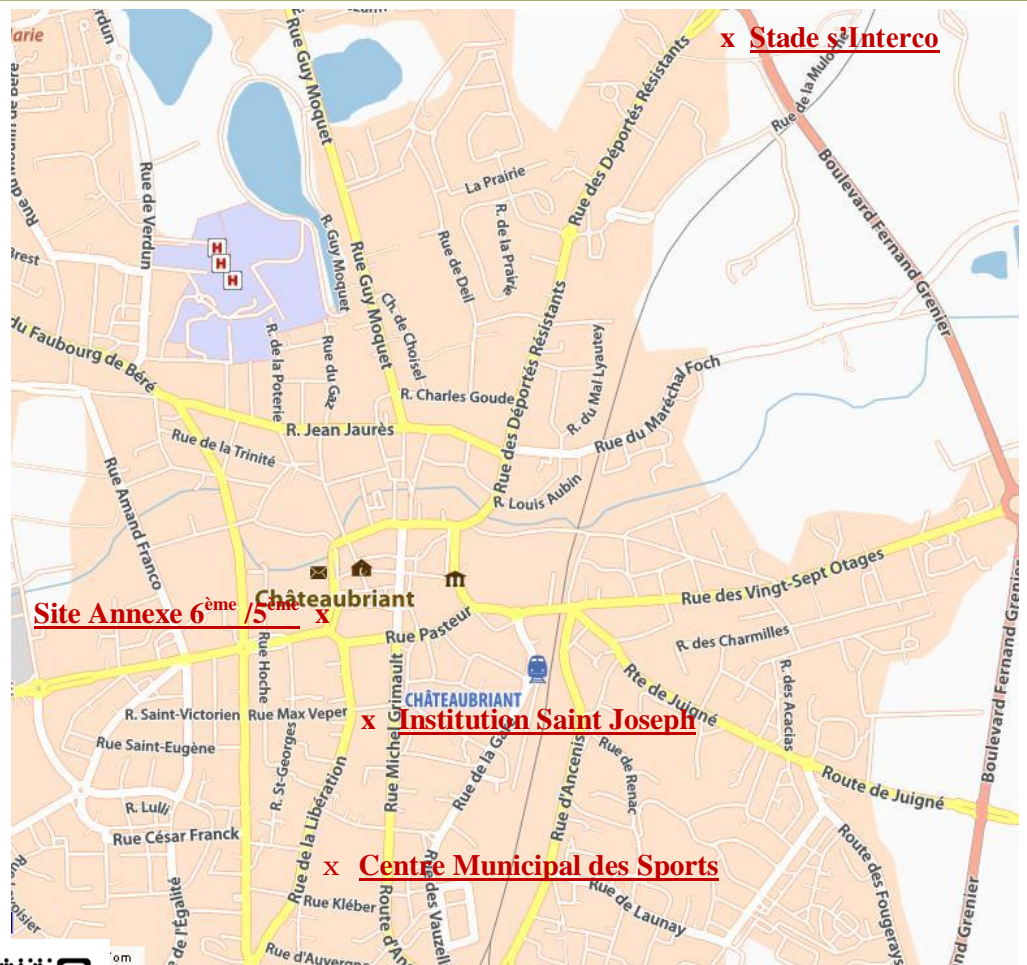 x Stade s'Interco
Rue Guy Moquet
Rue des Déportés Résistants
Rue de la Muloche
Boulevard Fernand Grenier
La Prairie
R. de la Prairie
Rue de Deil
Rue de Verdun
R. Guy Moquet
Rue Guy Moquet
H
H
H
Ch. de Choisel
du Faubourg de Béré
R. de la Poterie
Rue du Gaz
Rue des Déportés Résistants
R. du Mal Lyautay
Rue du Maréchal Foch
R. Charles Goude
R. Jean Jaurès
Rue de la Trinité
R. Louis Aubin
Rue Amand Franco
Châteaubriant
Site Annexe 6ème /5ème x
Rue des Vingt-Sept Otages
Rue Pasteur
R. des Charmilles
R. des Acacias
Rue Hoche
CHÂTEAUBRIANT
Rte de Juigné
x Institution Saint Joseph
R. Saint-Victorien
Rue Max Veper
Rue Saint-Eugène
R. St-Georges
Rue Michel Grimault
Rue de la Gare
Rue d'Ancenis
Rue de Renac
Route de Juigné
Boulevard Fernand Grenier
R. Lulli
Rue César Franck
Rue de la Libération
x Centre Municipal des Sports
Rue Kléber
Rue de Launay
Route des Fougerays
Rue d'Auvergne